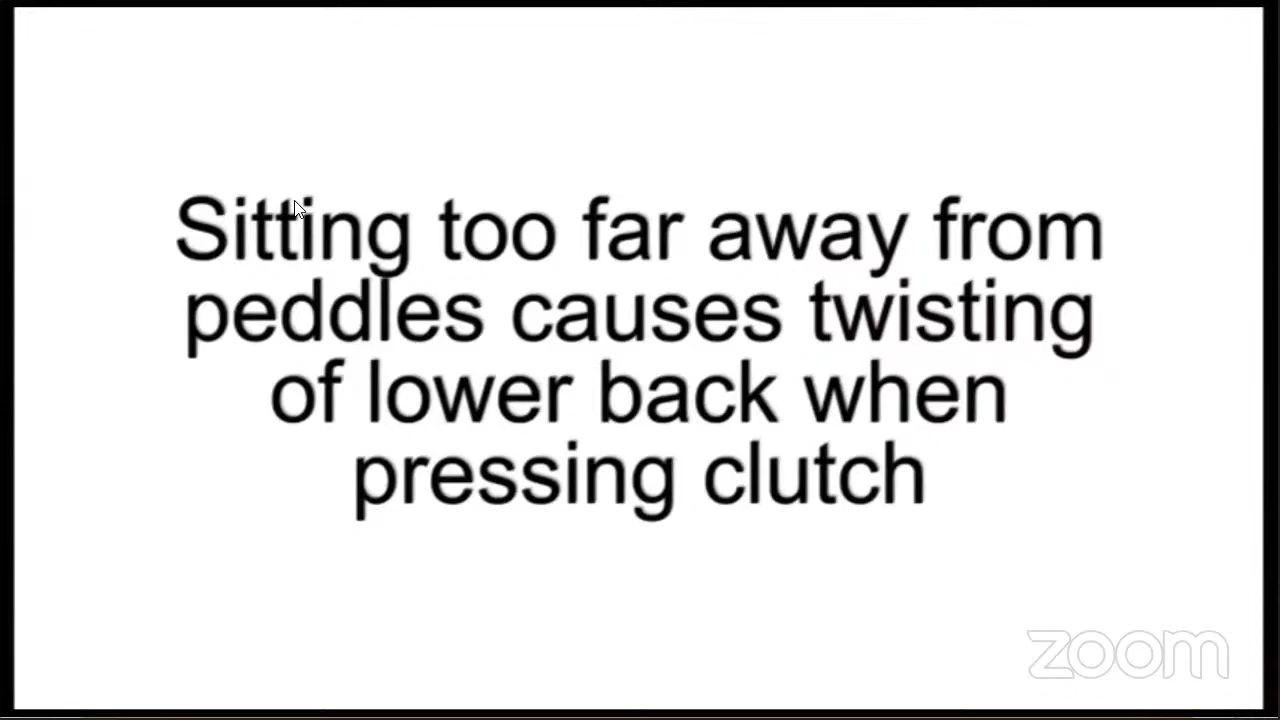 Sitting too far away from
peddles causes twisting
of lower back when
pressing clutch
zoom